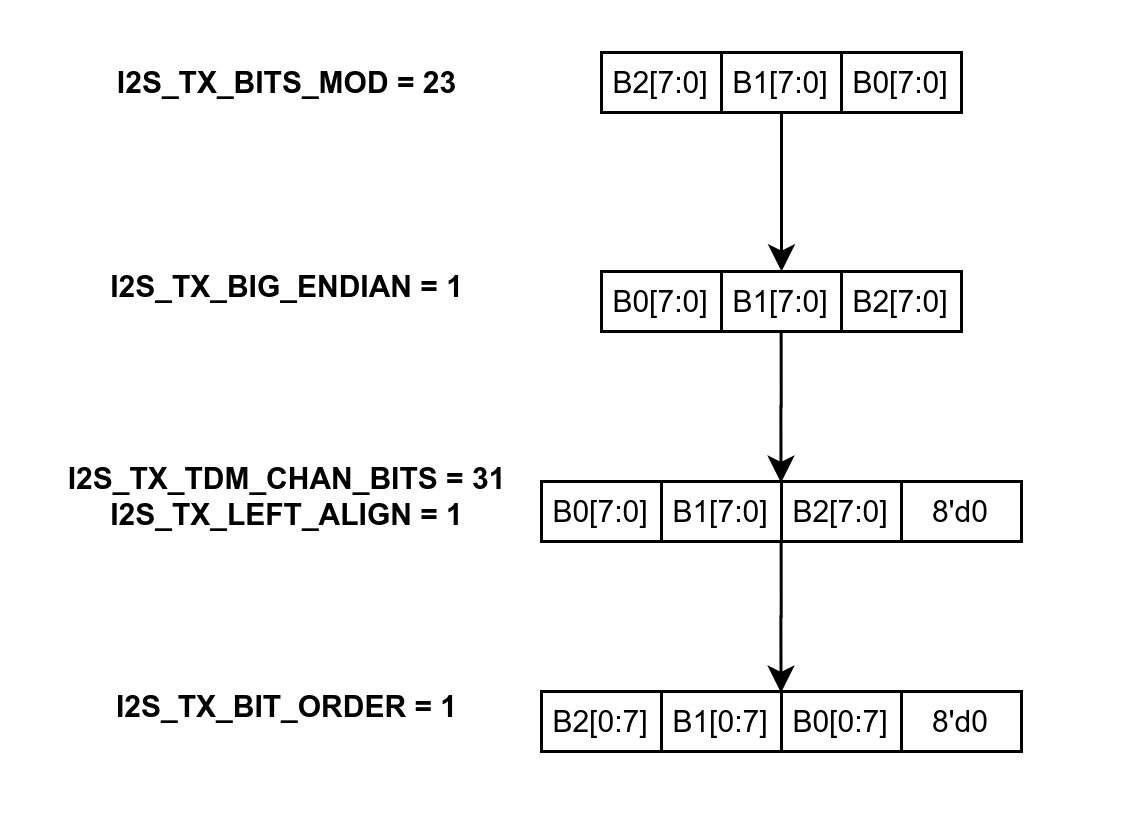 I2S_TX_BITS_MOD = 23
B2[7:0] B1[7:0] B0[7:0]
I2S_TX_BIG_ENDIAN = 1
B0[7:0] B1[7:0] B2[7:0]
I2S_TX_TDM_CHAN_BITS = 31
I2S_TX_LEFT_ALIGN = 1
B0[7:0] B1[7:0] B2[7:0] 8'd0
I2S_TX_BIT_ORDER = 1
B2[0:7] B1[0:7] B0[0:7] 8'd0